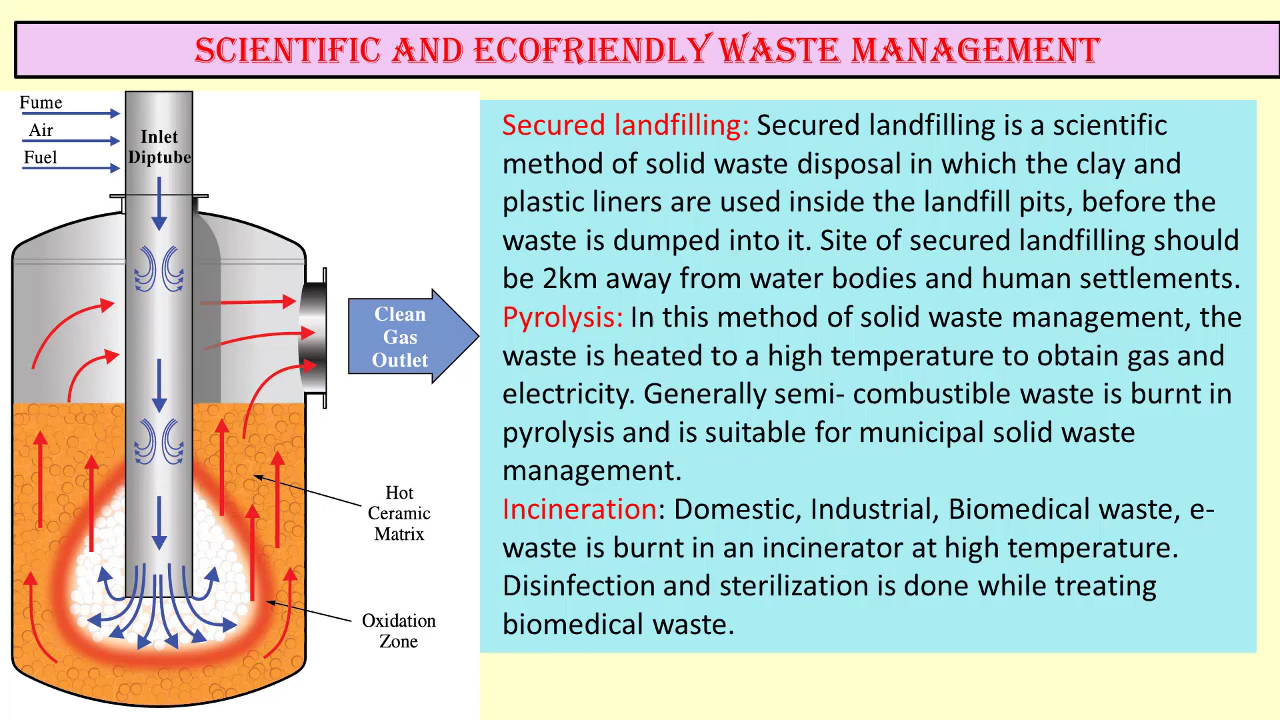 SCIENTIFIC AND ECOFRIENDLY WASTE MANAGEMENT
Fume
Air
Fuel
Inlet
Diptube
Clean
Gas
Outlet
Hot
Ceramic
Matrix
Oxidation
Zone
Secured landfilling: Secured landfilling is a scientific
method of solid waste disposal in which the clay and
plastic liners are used inside the landfill pits, before the
waste is dumped into it. Site of secured landfilling should
be 2km away from water bodies and human settlements.
Pyrolysis: In this method of solid waste management, the
waste is heated to a high temperature to obtain gas and
electricity. Generally semi- combustible waste is burnt in
pyrolysis and is suitable for municipal solid waste
management.
Incineration: Domestic, Industrial, Biomedical waste, e-
waste is burnt in an incinerator at high temperature.
Disinfection and sterilization is done while treating
biomedical waste.